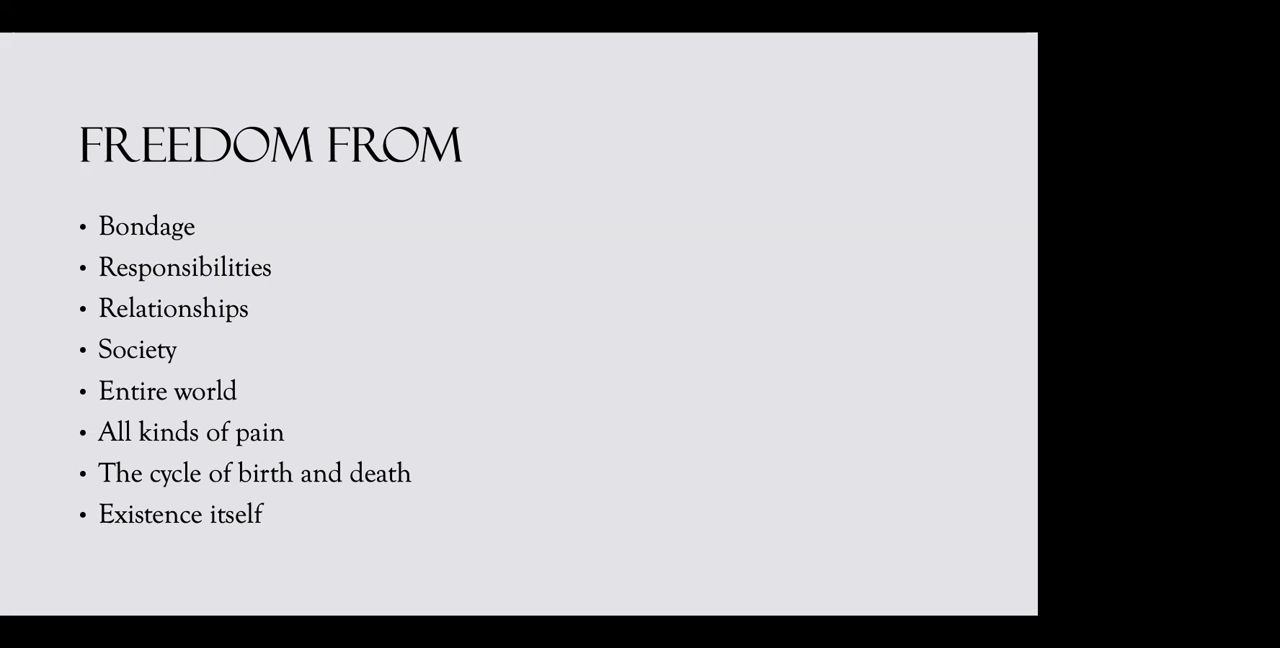 FREEDOM FROM
• Bondage
• Responsibilities
• Relationships
• Society
• Entire world
• All kinds of pain
• The cycle of birth and death
• Existence itself